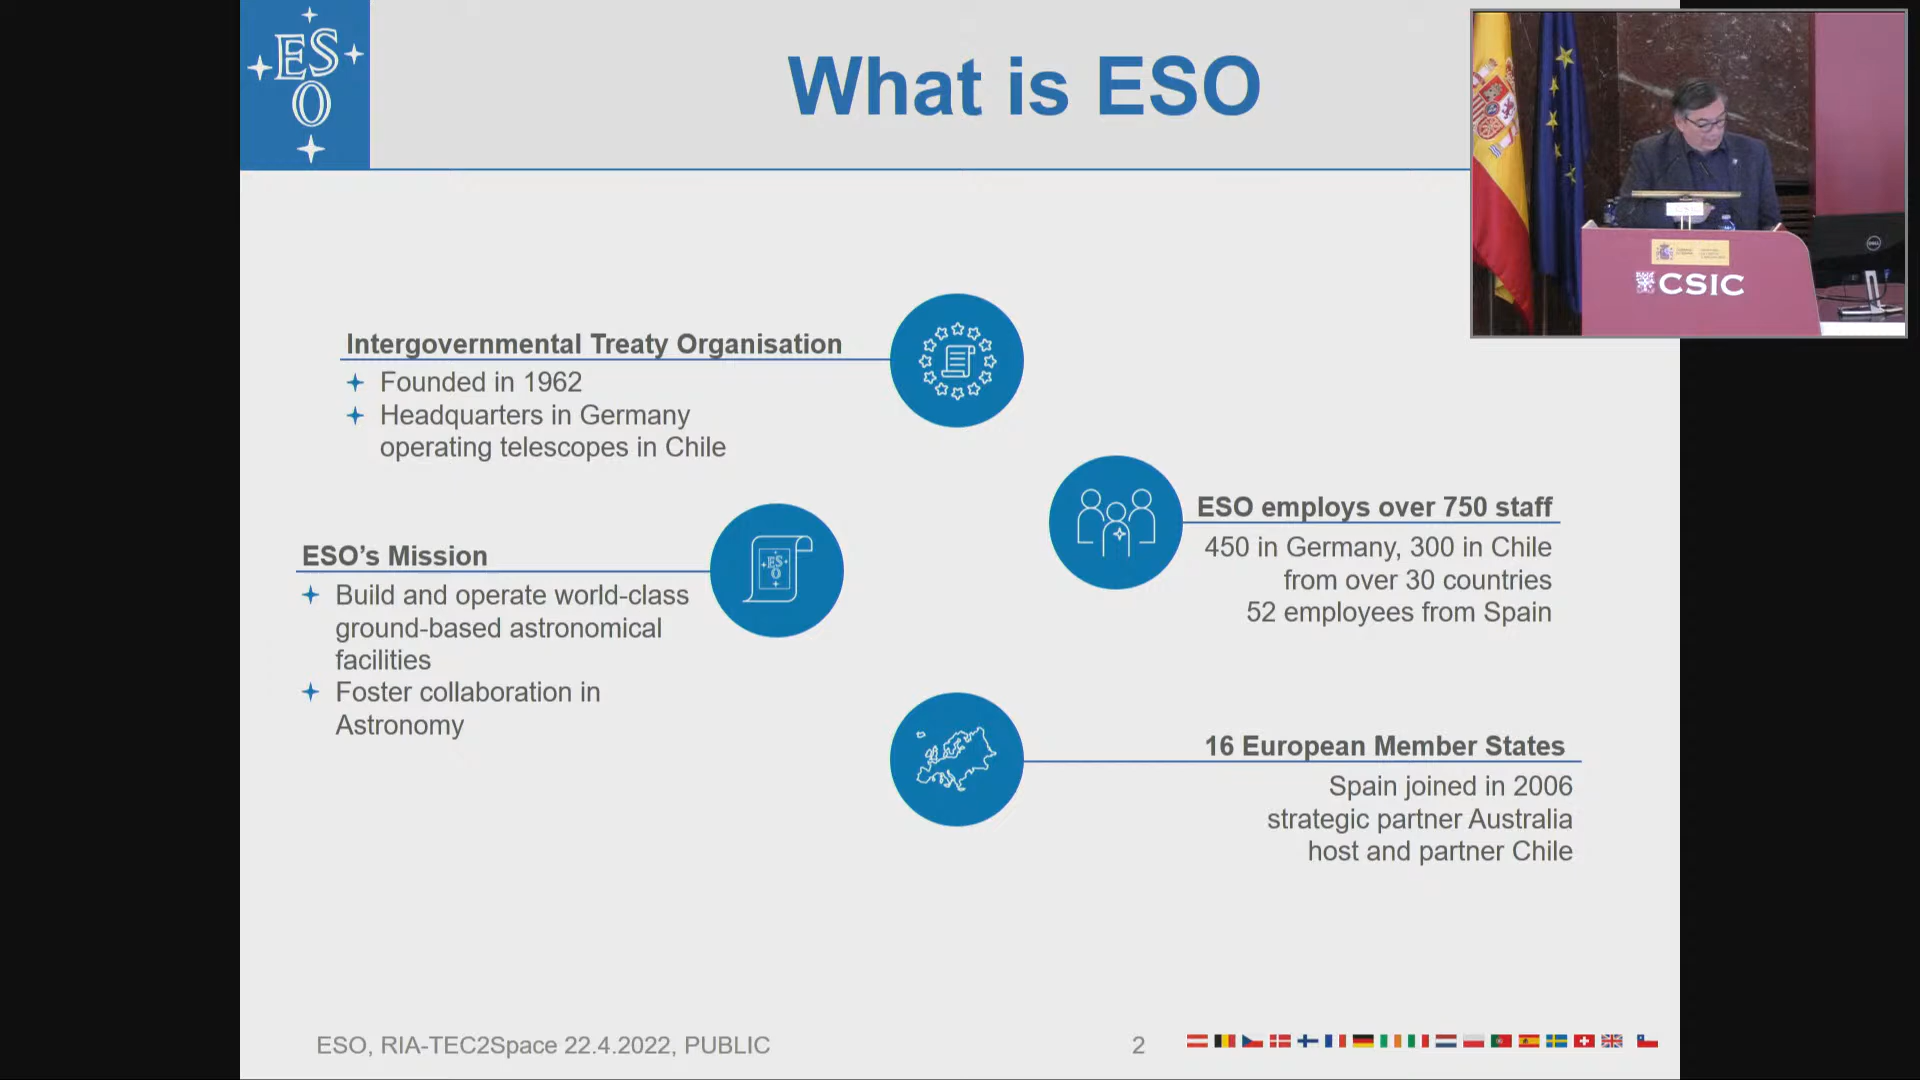 ES
O
What is ESO
CSIC
Intergovernmental Treaty Organisation
Founded in 1962
Headquarters in Germany
operating telescopes in Chile
ESO employs over 750 staff
450 in Germany, 300 in Chile
from over 30 countries
52 employees from Spain
ESO’s Mission
ES
O
Build and operate world-class
ground-based astronomical
facilities
Foster collaboration in
Astronomy
16 European Member States
Spain joined in 2006
strategic partner Australia
host and partner Chile
ESO, RIA-TEC2Space 22.4.2022, PUBLIC
2